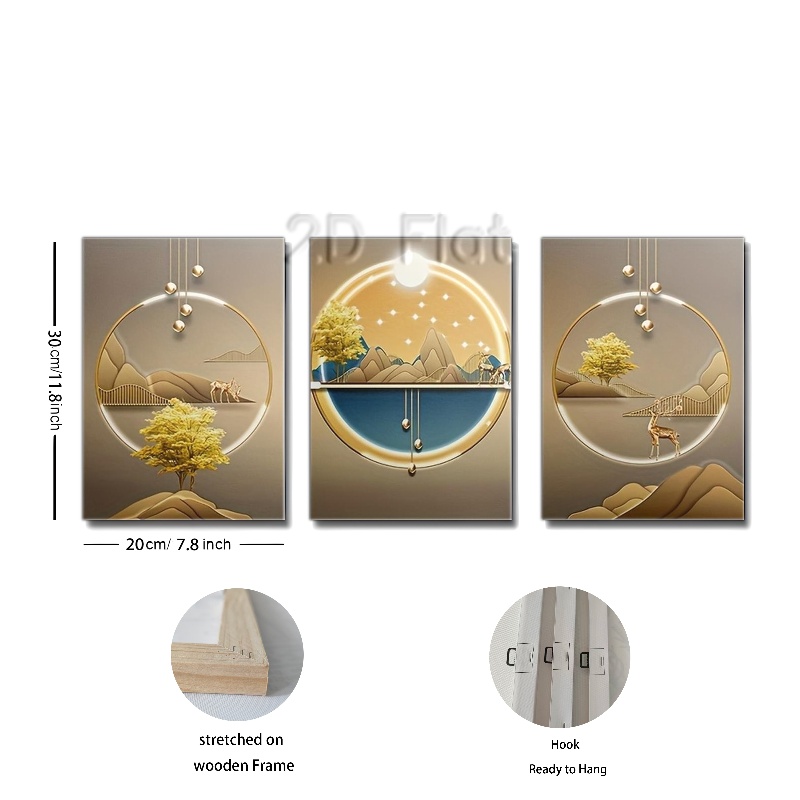 2D Flat
30cm/11.8inch
20cm/ 7.8 inch
stretched on
wooden Frame
Hook
Ready to Hang